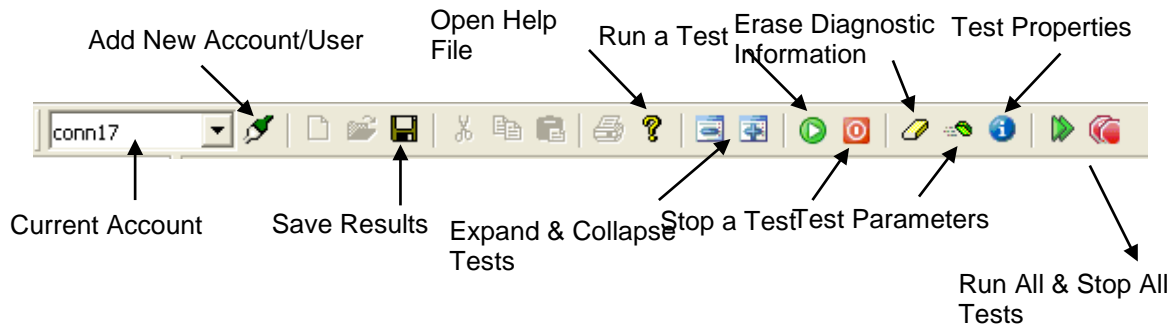 Open Help
File
Add New Account/User
Run a Test
Erase Diagnostic
Information
Test Properties
conn17
Current Account
Save Results
Expand & Collapse
Tests
Stop a Test
Test Parameters
Run All & Stop All
Tests